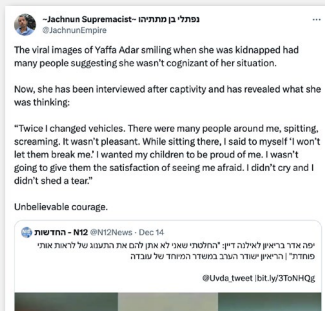 ~Jachnun Supremacist~ נפתלי בן מתתיהו
@JachnunEmpire
The viral images of Yaffa Adar smiling when she was kidnapped had
many people suggesting she wasn't cognizant of her situation.
Now, she has been interviewed after captivity and has revealed what she
was thinking:
“Twice I changed vehicles. There were many people around me, spitting,
screaming. It wasn't pleasant. While sitting there, I said to myself ‘I won't
let them break me.’ I wanted my children to be proud of me. I wasn't
going to give them the satisfaction of seeing me afraid. I didn't cry and I
didn't shed a tear.”
Unbelievable courage.
החדשות - N12 @N12News · Dec 14
יפה אדר בריאיון לאילנה דיין: "החלטתי שאני לא אתן להם את התענוג של לראות אותי
פוחדת" | הריאיון ישודר הערב במשדר המיוחד של עובדה
@Uvda_tweet |bit.ly/3ToNHQg